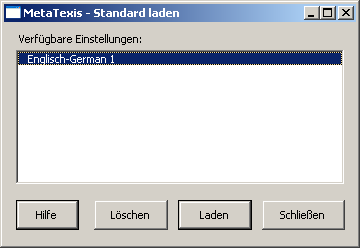 MetaTexis - Standard laden
Verfügbare Einstellungen:
Englisch-German 1
Hilfe
Löschen
Laden
Schließen